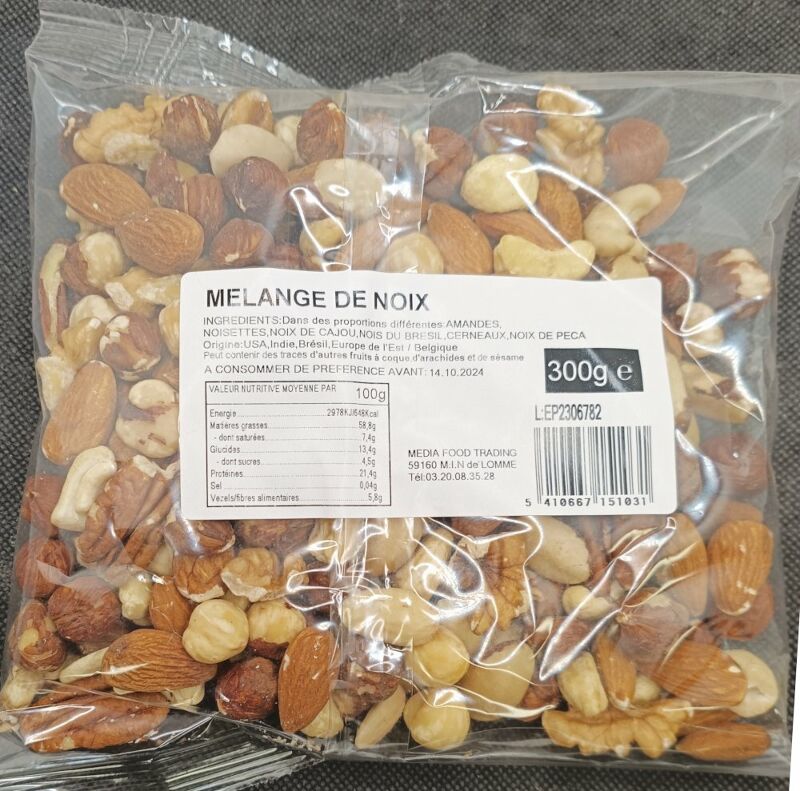 MELANGE DE NOIX
INGREDIENTS:Dans des proportions différentes:AMANDES,
NOISETTES,NOIX DE CAJOU,NOIS DU BRESIL,CERNEAUX,NOIX DE PECA
Origine:USA,Indie,Brésil,Europe de l'Est / Belgique
Peut contenir des traces d'autres fruits à coque,d'arachides et de sésame
A CONSOMMER DE PREFERENCE AVANT: 14.10.2024
300g e
L:EP2306782
VALEUR NUTRITIVE MOYENNE PAR 100g
Energie 2978KJ/648Kcal
Matières grasses 58,8g
- dont saturées 7,4g
Glucides 13,4g
- dont sucres 4,5g
Protéines 21,4g
Sel 0,04g
Vezels/fibres alimentaires 5,8g
MEDIA FOOD TRADING
59160 M.I.N de LOMME
Tél:03.20.08.35.28
5 410667 151031